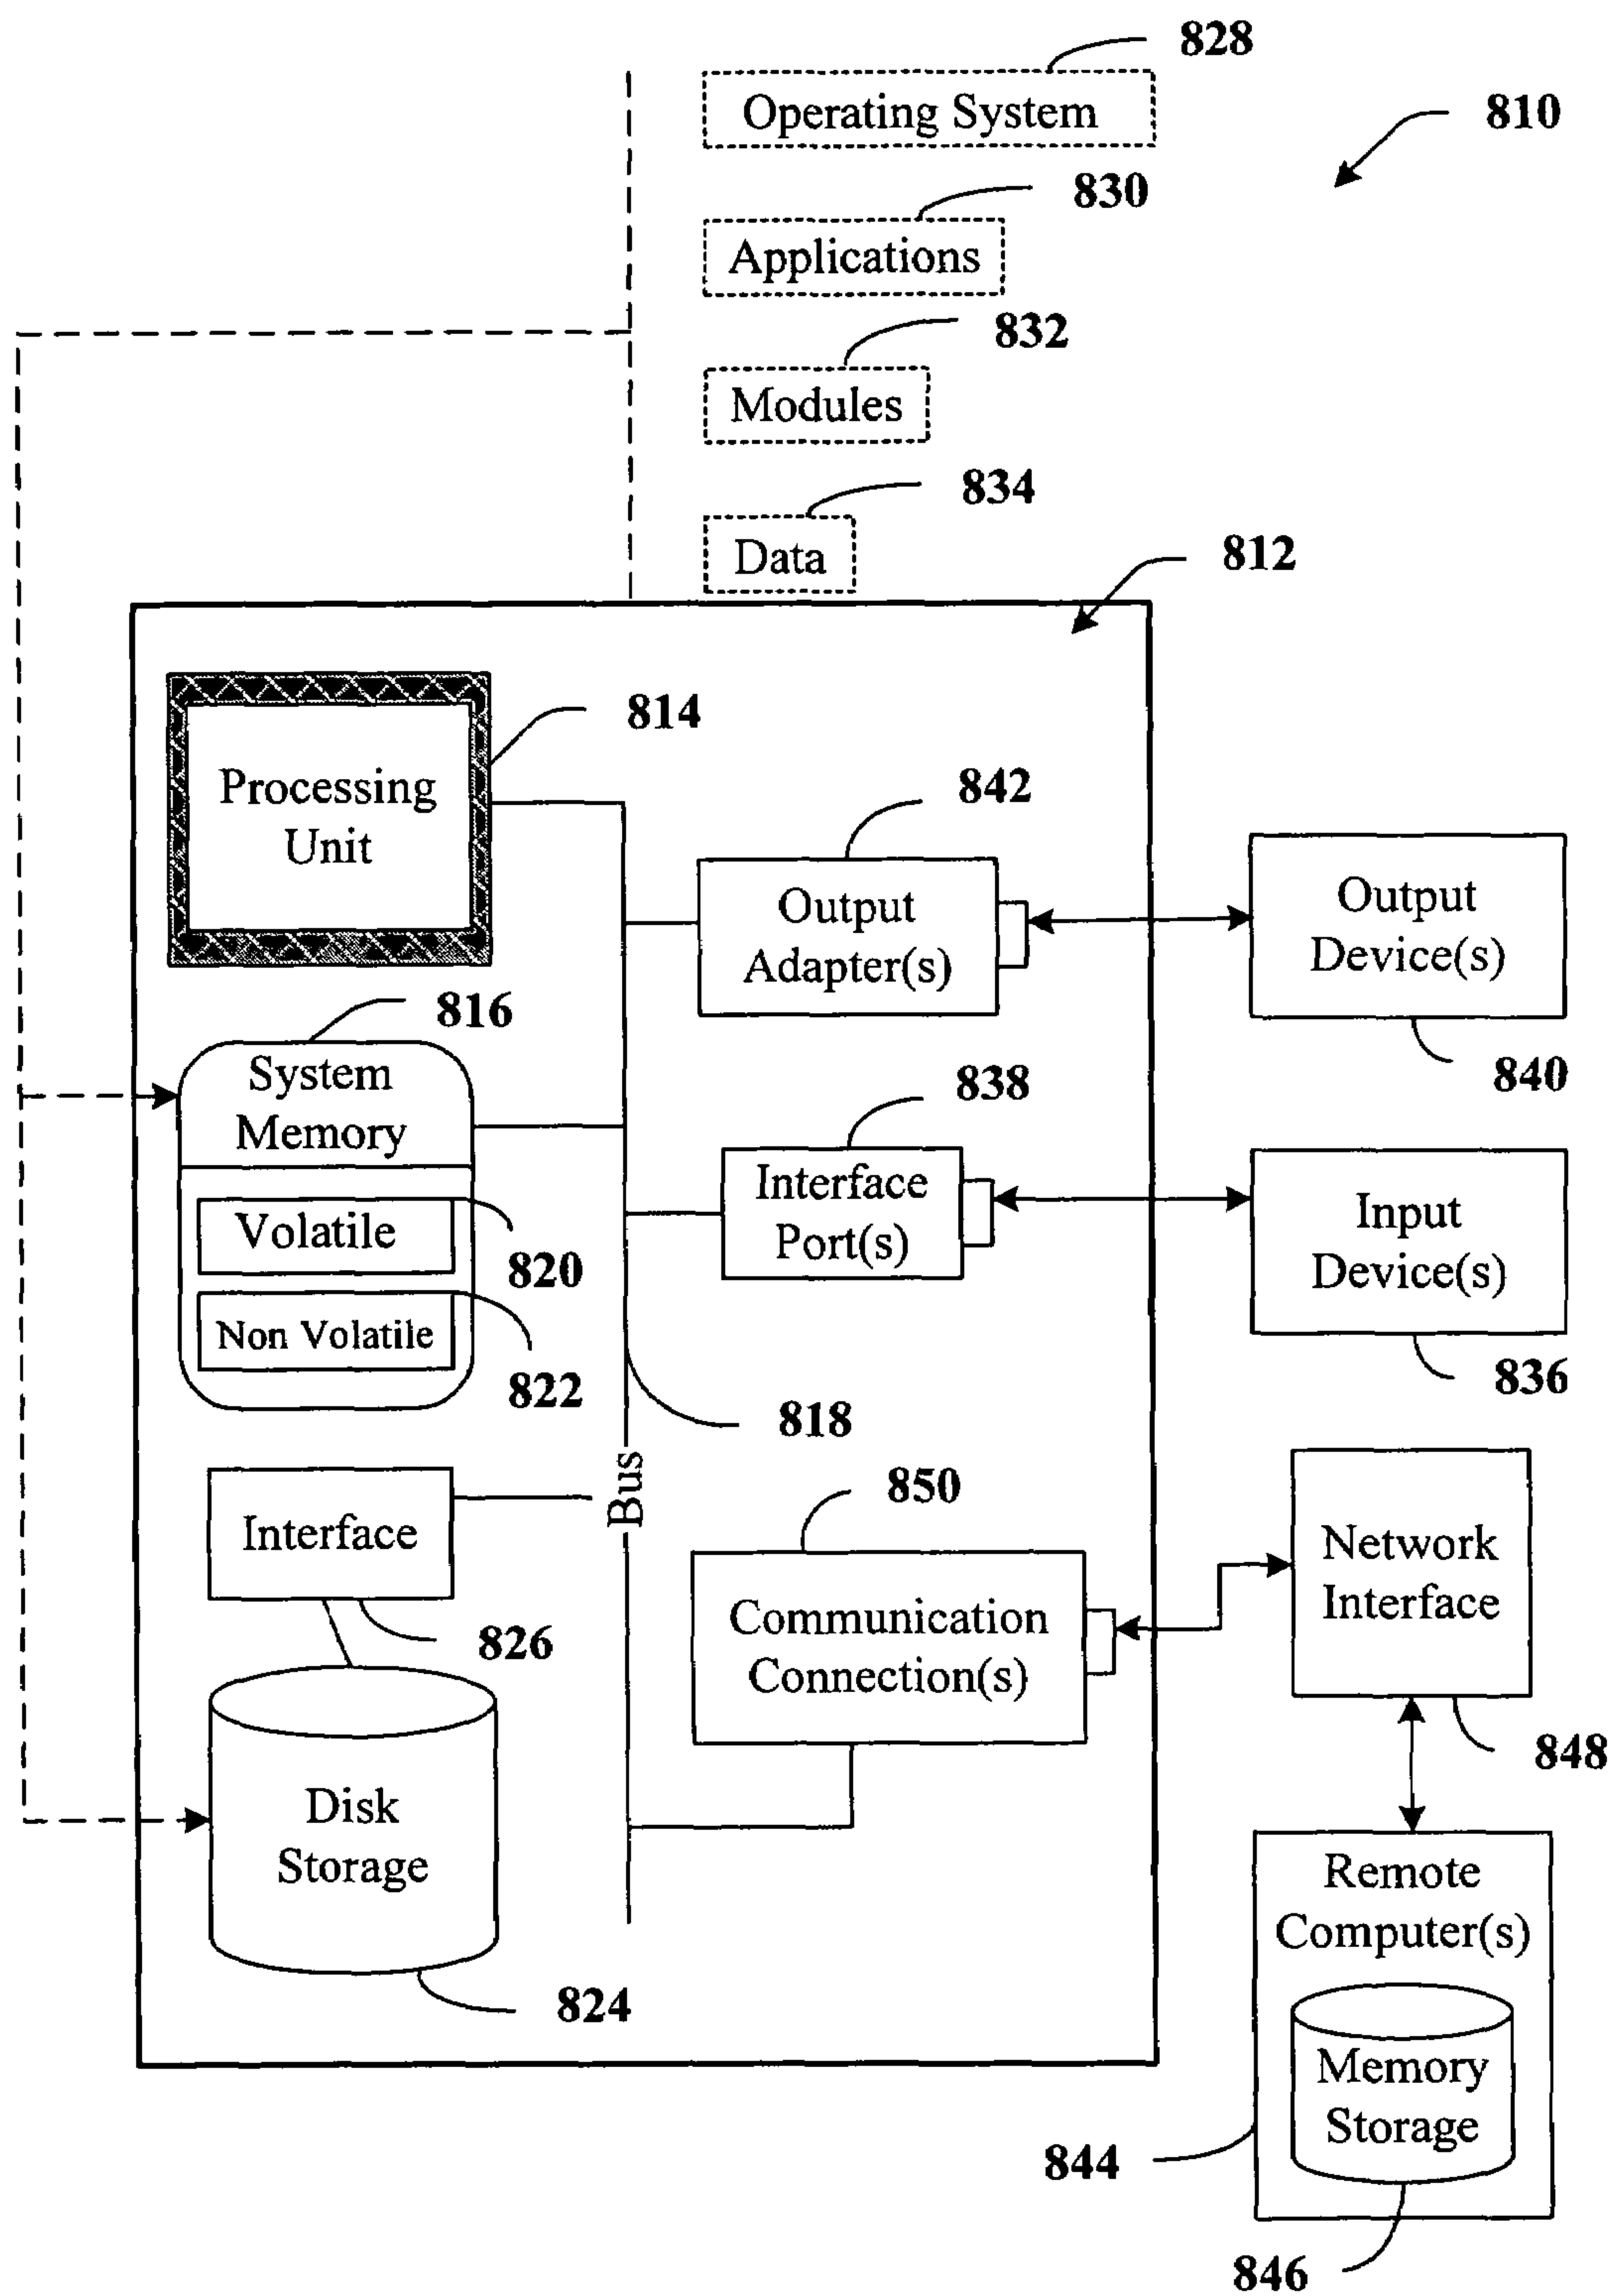 828
Operating System
810
830
Applications
832
Modules
834
Data
812
814
Processing
Unit
842
Output
Adapter(s)
Output
Device(s)
840
816
System
Memory
838
Interface
Port(s)
Input
Device(s)
836
Volatile
820
Non Volatile
822
818
Bus
850
Interface
826
Communication
Connection(s)
Network
Interface
848
Disk
Storage
824
Remote
Computer(s)
Memory
Storage
844
846